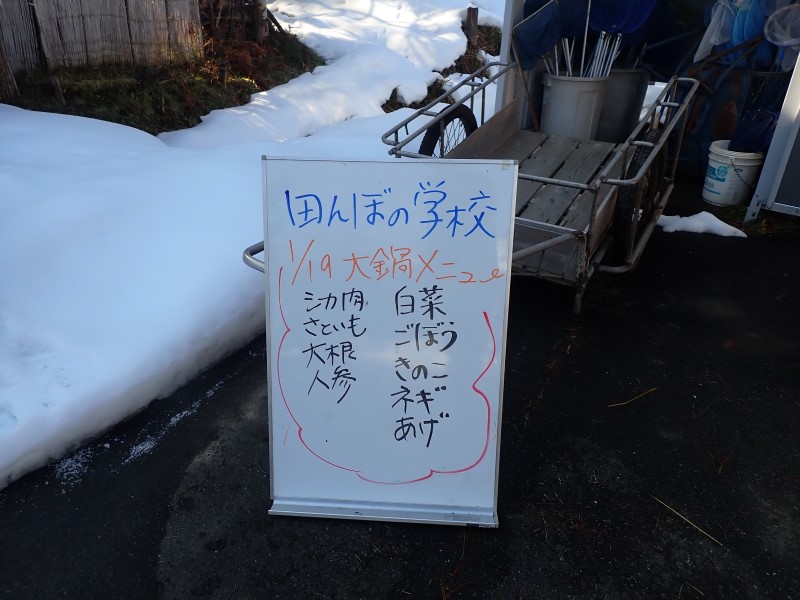 田んぼの学校
1/19 大鍋メニュー
シカ肉
さといも
大根
人参
白菜
ごぼう
きのこ
ネギ
あげ